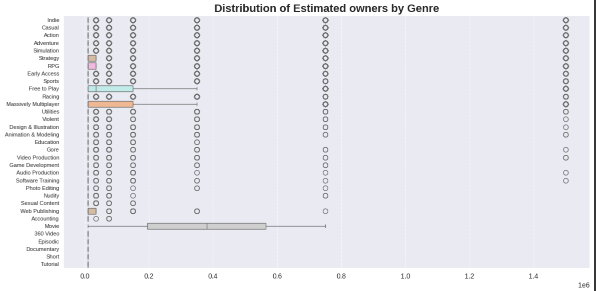 Distribution of Estimated owners by Genre
Indie
Casual
Action
Adventure
Simulation
Strategy
RPG
Early Access
Sports
Free to Play
Racing
Massively Multiplayer
Utilities
Violent
Design & Illustration
Animation & Modeling
Education
Gore
Video Production
Game Development
Audio Production
Software Training
Photo Editing
Nudity
Sexual Content
Web Publishing
Accounting
Movie
360 Video
Episodic
Documentary
Short
Tutorial
0.0 0.2 0.4 0.6 0.8 1.0 1.2 1.4
1e6